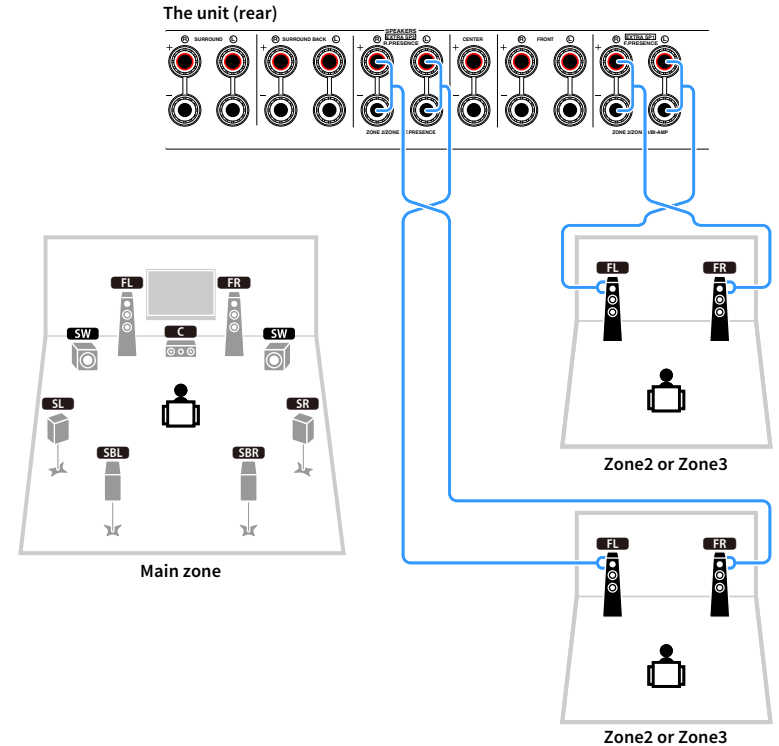 The unit (rear)
SPEAKERS
R SURROUND L
R SURROUND BACK L
EXTRA SP2
R R.PRESENCE L
CENTER
R FRONT L
EXTRA SP1
R F.PRESENCE L
+ + + + + +
– – – – – –
ZONE 2/ZONE
.PRESENCE
ZONE 2/ZON
/BI-AMP
FL FR
SW C SW
SL SR
SBL SBR
Main zone
FL FR
Zone2 or Zone3
FL FR
Zone2 or Zone3